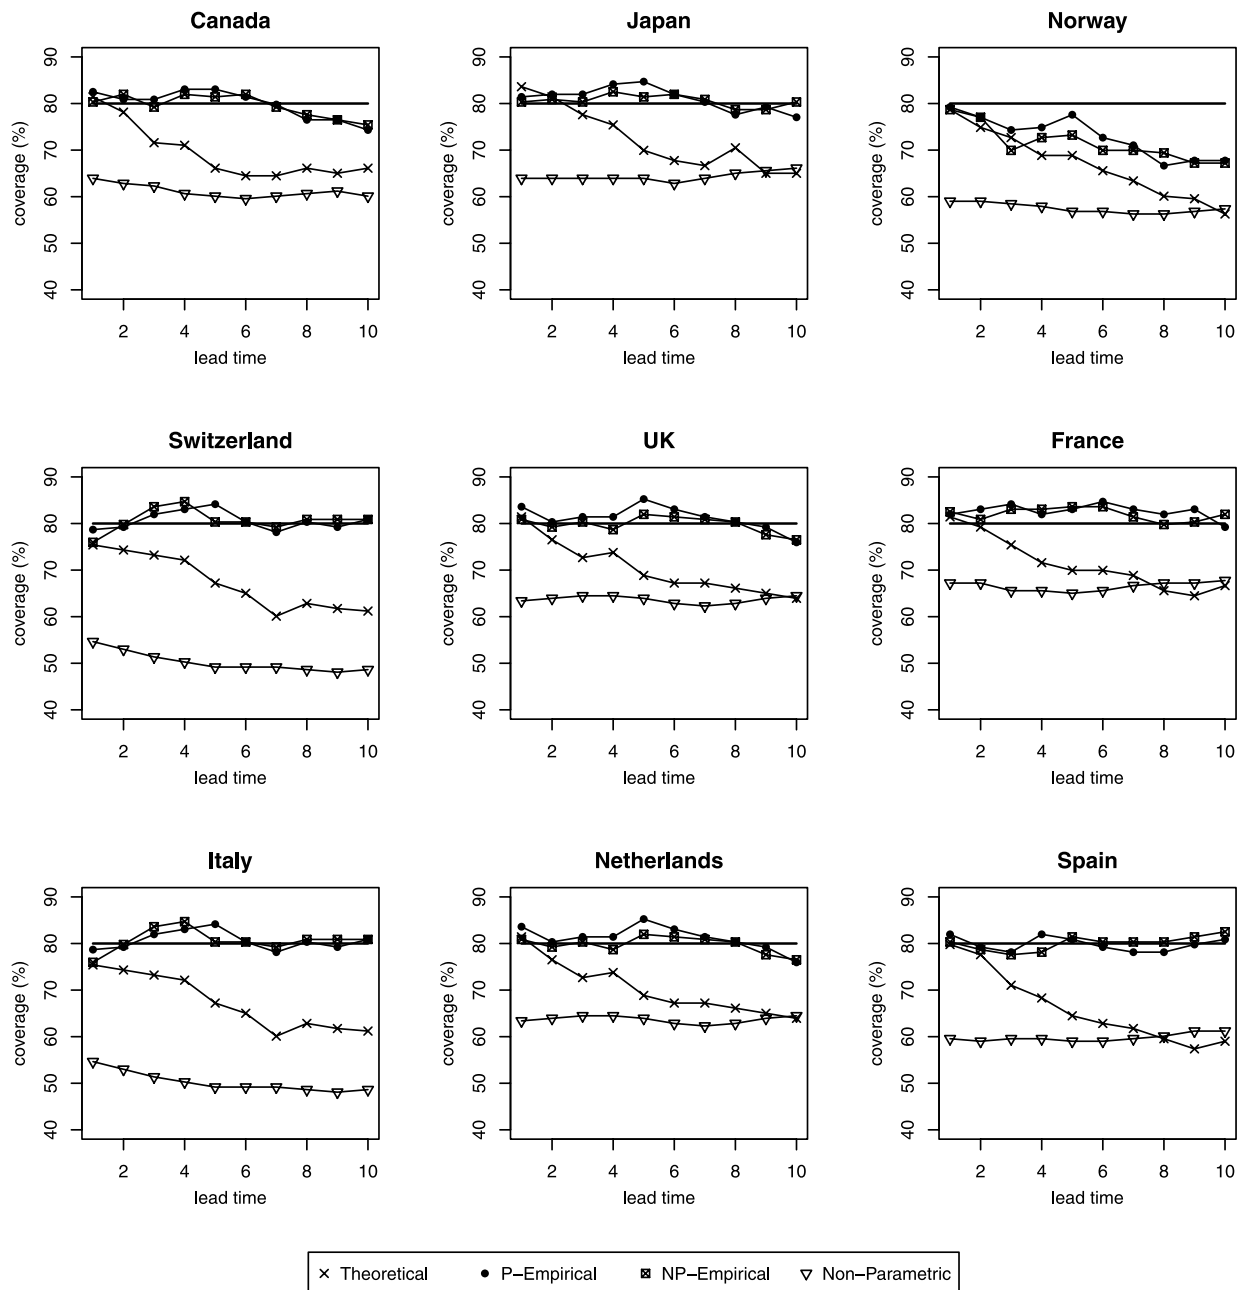 Canada
Japan
Norway
coverage (%)
90
80
70
60
50
40
2 4 6 8 10
lead time
coverage (%)
90
80
70
60
50
40
2 4 6 8 10
lead time
coverage (%)
90
80
70
60
50
40
2 4 6 8 10
lead time
Switzerland
UK
France
coverage (%)
90
80
70
60
50
40
2 4 6 8 10
lead time
coverage (%)
90
80
70
60
50
40
2 4 6 8 10
lead time
coverage (%)
90
80
70
60
50
40
2 4 6 8 10
lead time
Italy
Netherlands
Spain
coverage (%)
90
80
70
60
50
40
2 4 6 8 10
lead time
coverage (%)
90
80
70
60
50
40
2 4 6 8 10
lead time
coverage (%)
90
80
70
60
50
40
2 4 6 8 10
lead time
Theoretical P−Empirical NP−Empirical Non−Parametric